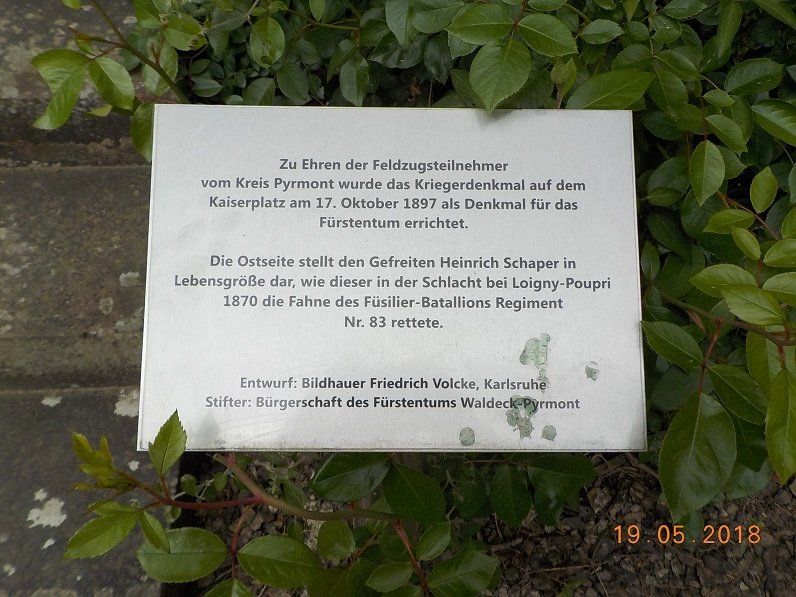 Zu Ehren der Feldzugsteilnehmer
vom Kreis Pyrmont wurde das Kriegerdenkmal auf dem
Kaiserplatz am 17. Oktober 1897 als Denkmal für das
Fürstentum errichtet.
Die Ostseite stellt den Gefreiten Heinrich Schaper in
Lebensgröße dar, wie dieser in der Schlacht bei Loigny-Poupri
1870 die Fahne des Füsilier-Batallions Regiment
Nr. 83 rettete.
Entwurf: Bildhauer Friedrich Volcke, Karlsruhe
Stifter: Bürgerschaft des Fürstentums Waldeck-Pyrmont
19.05.2018